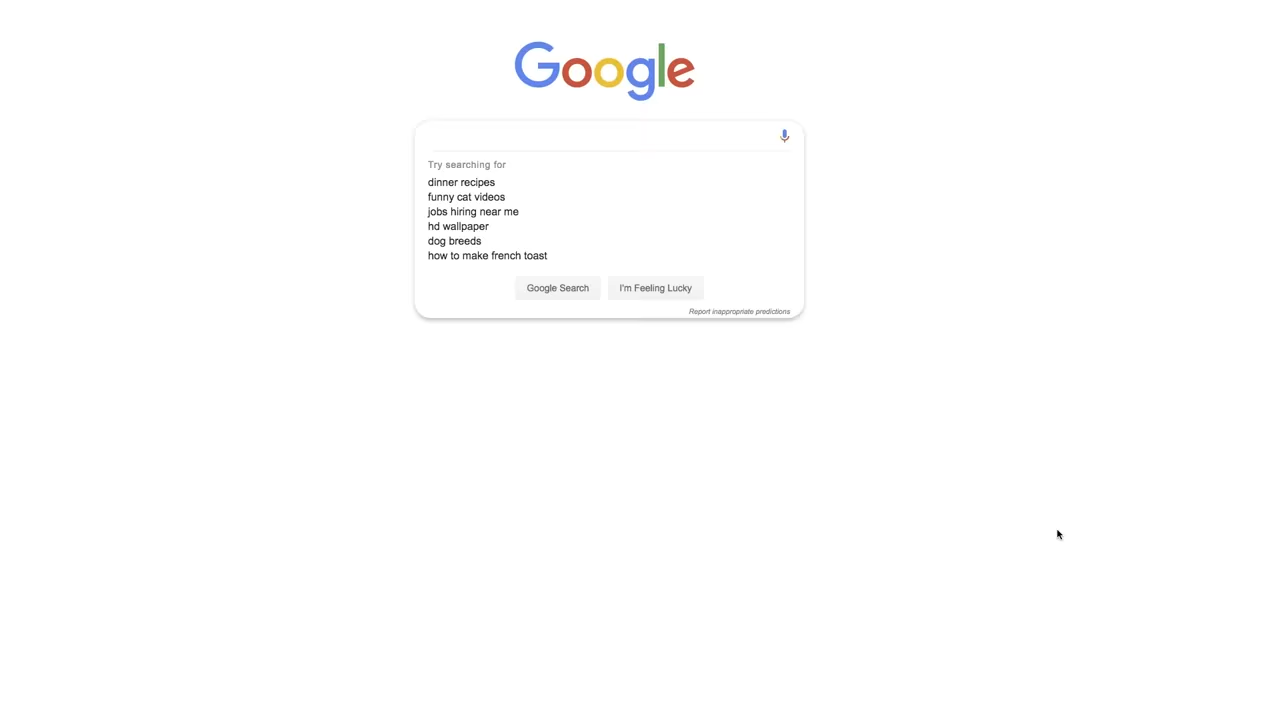 Google
Try searching for
dinner recipes
funny cat videos
jobs hiring near me
hd wallpaper
dog breeds
how to make french toast
Google Search I'm Feeling Lucky
Report inappropriate predictions